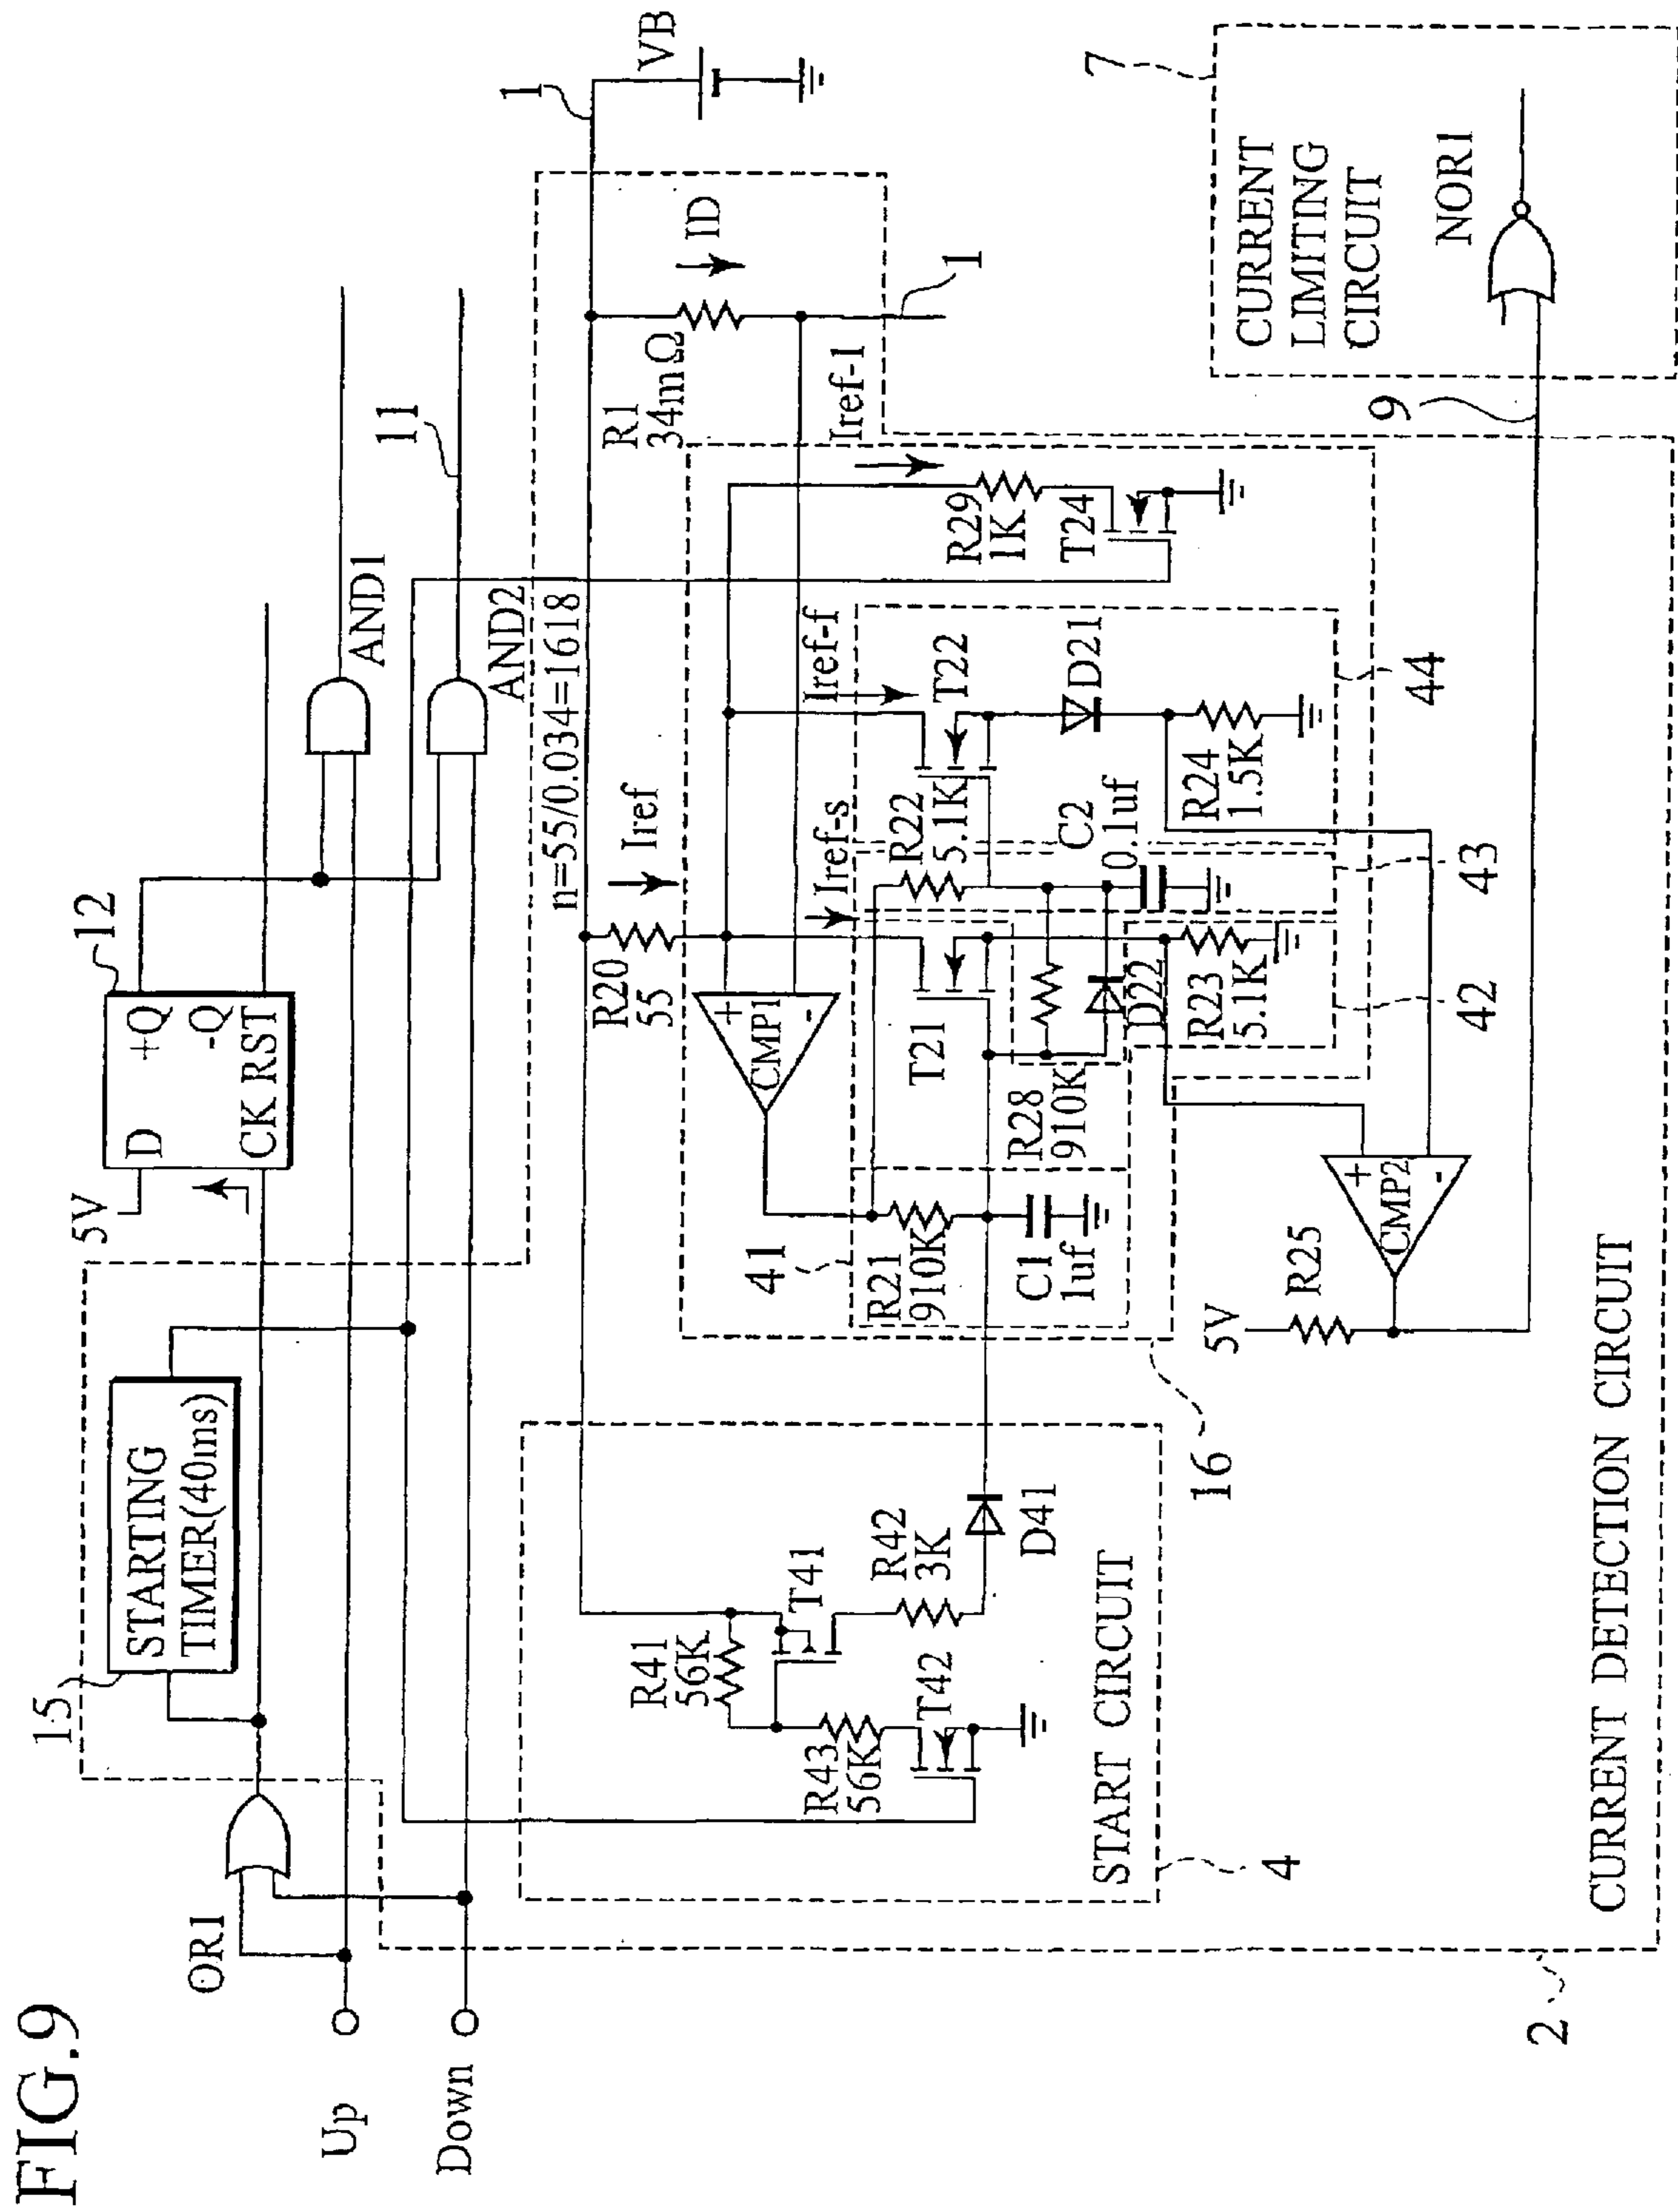 FIG.9
Up
Down
OR1
15
STARTING
TIMER(40ms)
5V
D
+Q
-Q
CK RST
12
AND1
AND2
11
n=55/0.034=1618
1
VB
R1
34mΩ
ID
1
R20
55
Iref
Iref-s
Iref-f
Iref-1
+
-
CMP1
41
R21
910K
C1
1uf
T21
R28
910K
D22
R22
5.1K
C2
0.1uf
R23
5.1K
T22
D21
R24
1.5K
R29
1K
T24
42
43
44
16
R41
56K
T41
R42
3K
D41
R43
56K
T42
START CIRCUIT
4
5V
R25
+
-
CMP2
9
CURRENT
LIMITING
CIRCUIT
7
NOR1
CURRENT DETECTION CIRCUIT
2